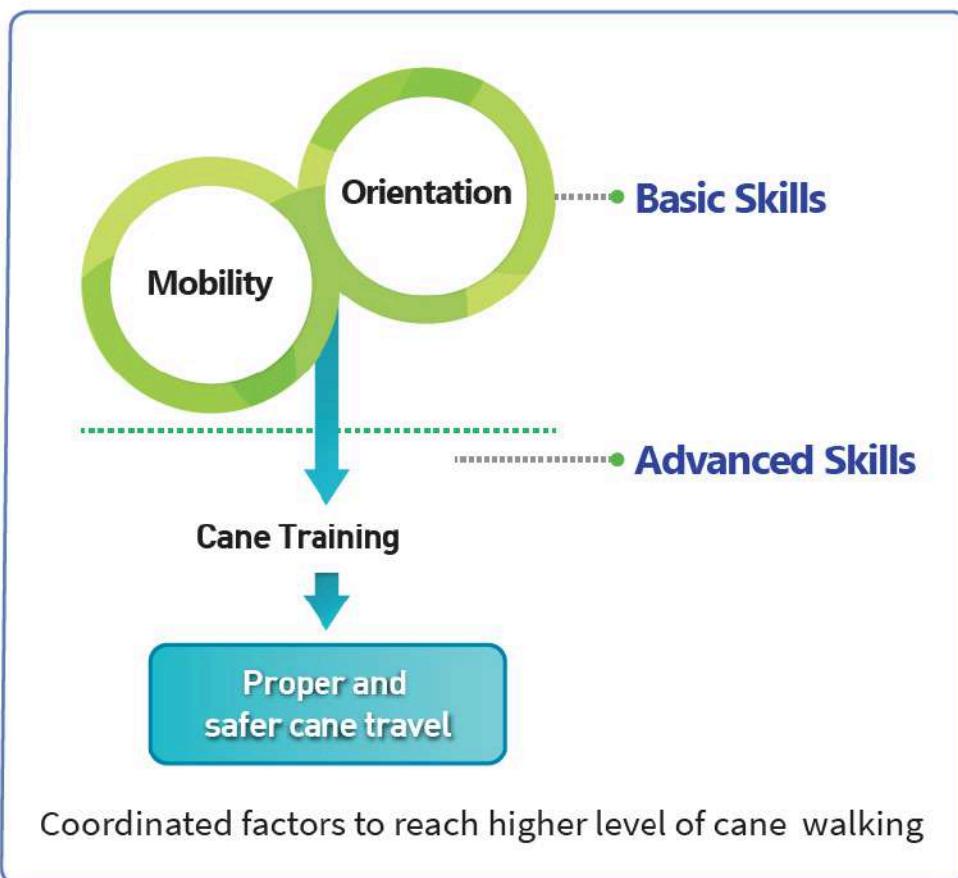 Orientation
Basic Skills
Mobility
Advanced Skills
Cane Training
Proper and
safer cane travel
Coordinated factors to reach higher level of cane walking